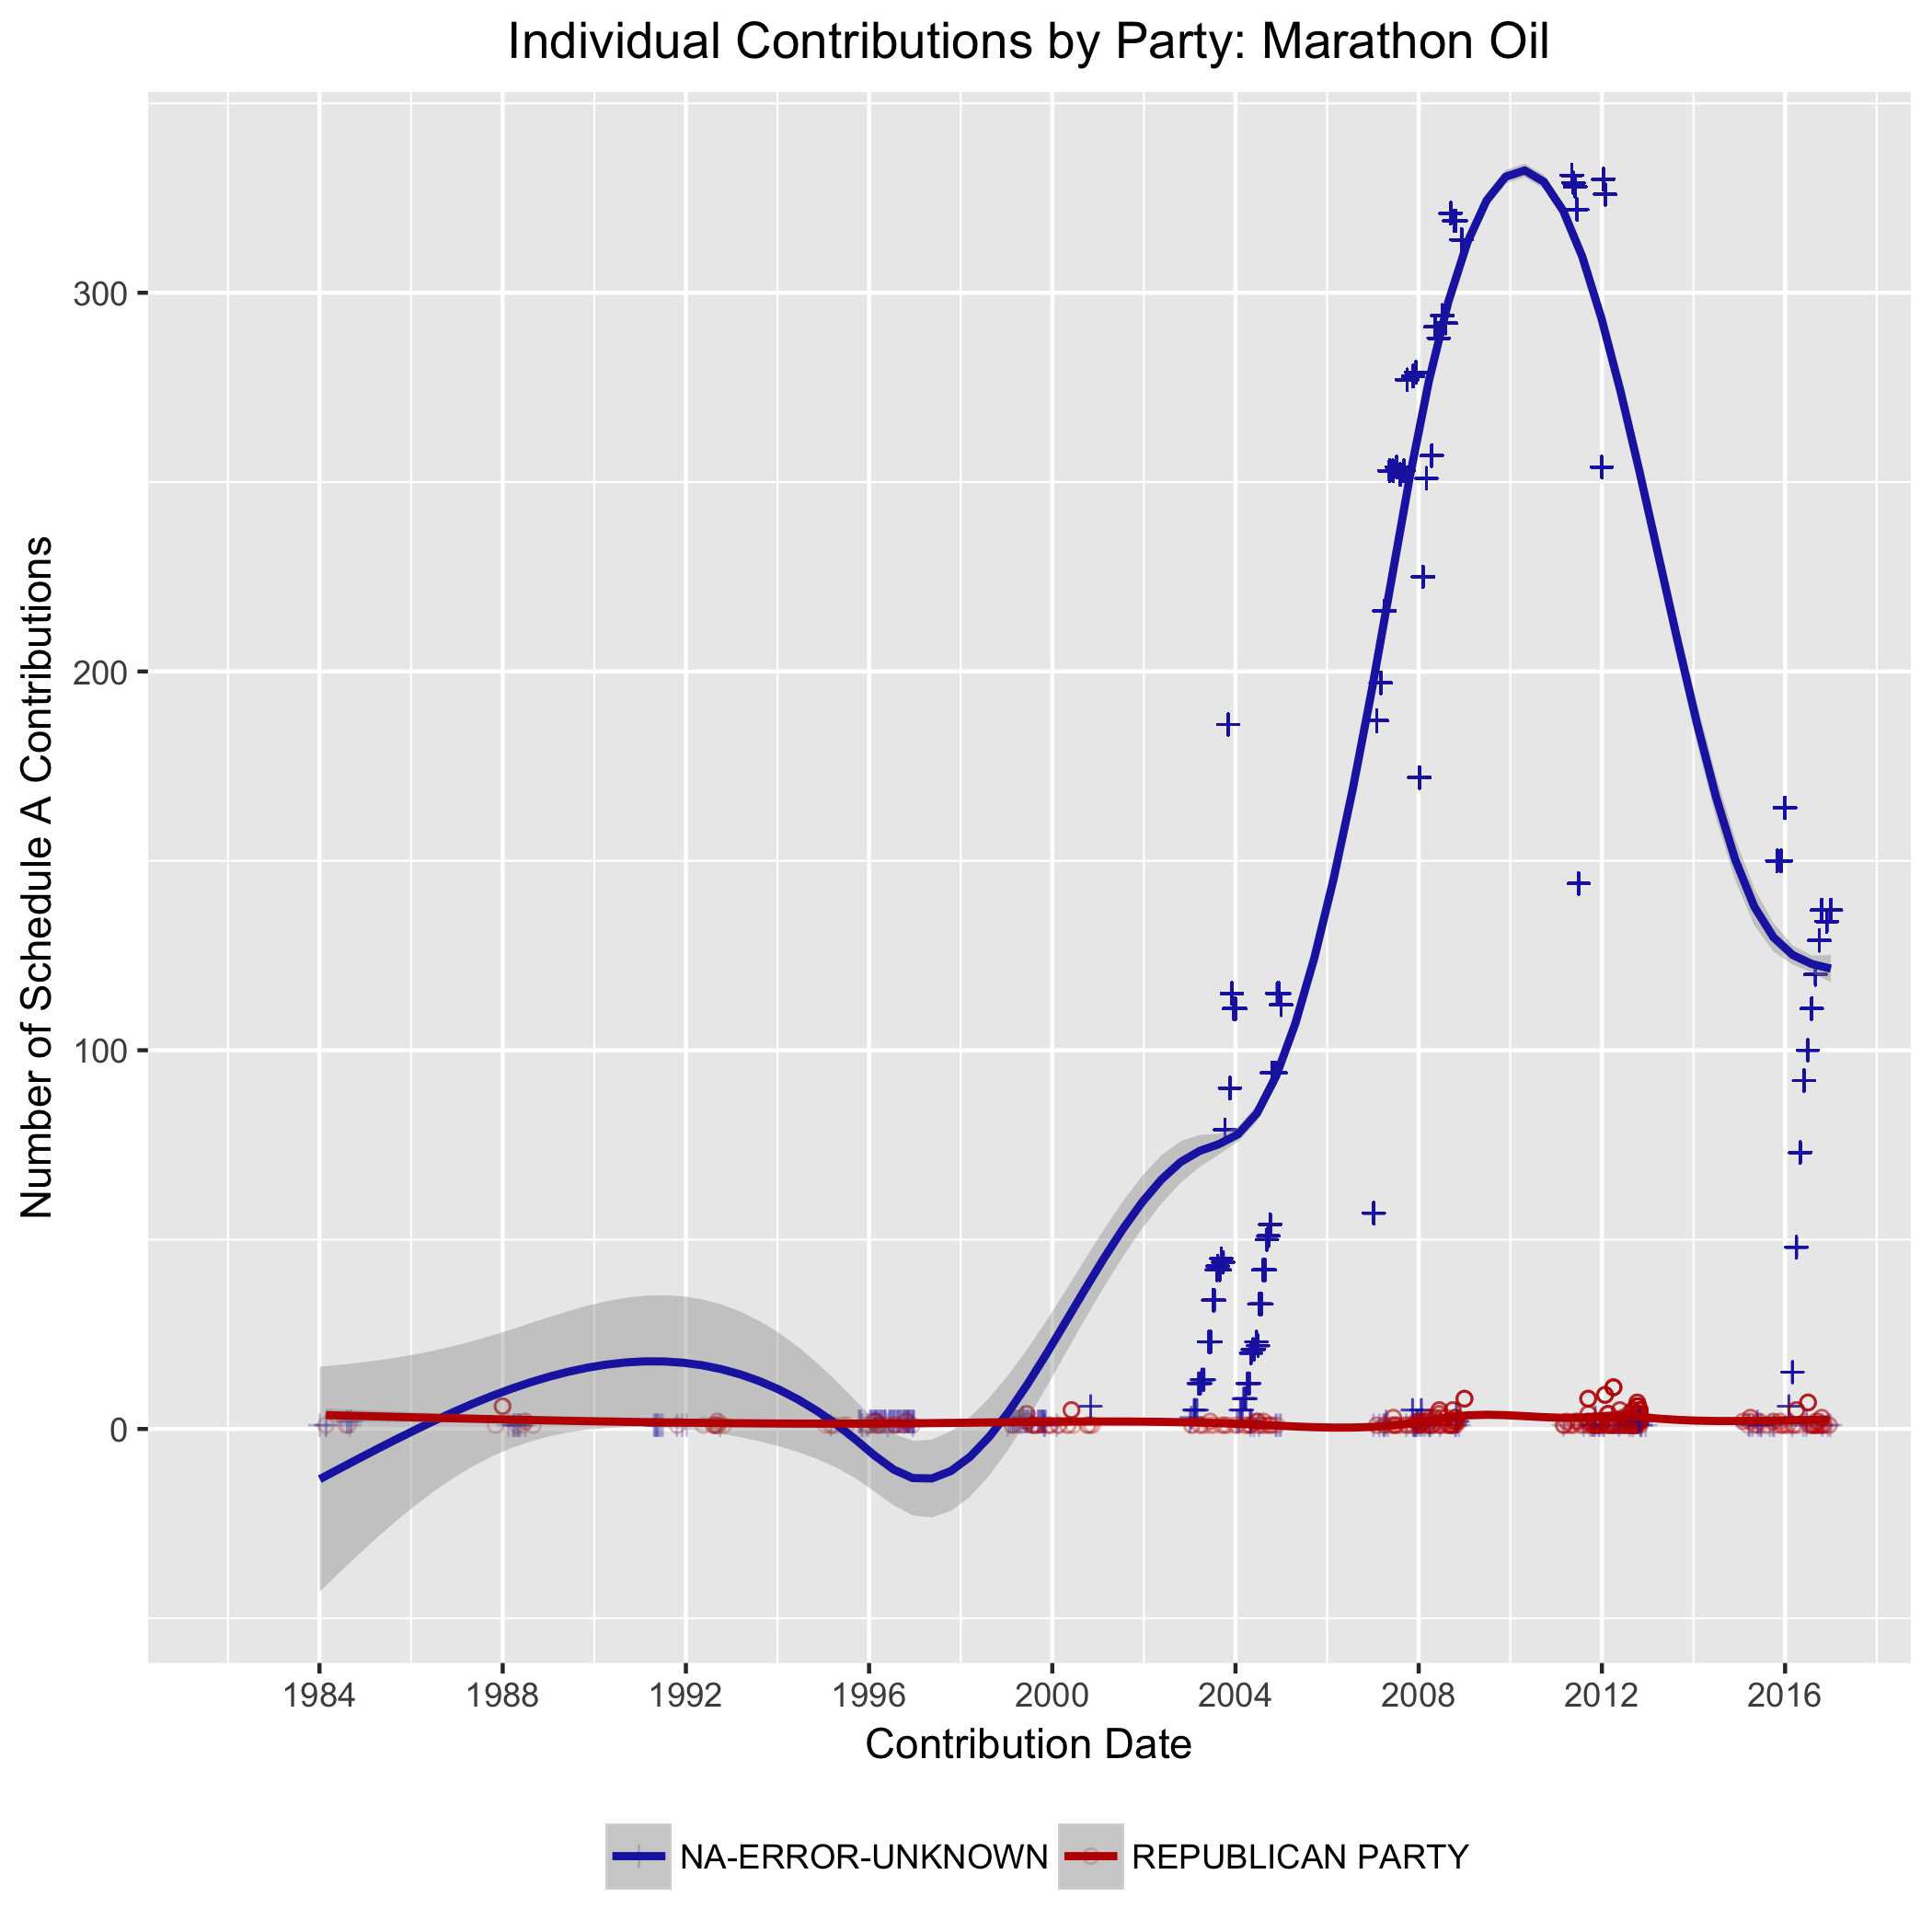 Individual Contributions by Party: Marathon Oil
Number of Schedule A Contributions
300
200
100
0
1984 1988 1992 1996 2000 2004 2008 2012 2016
Contribution Date
NA-ERROR-UNKNOWN REPUBLICAN PARTY